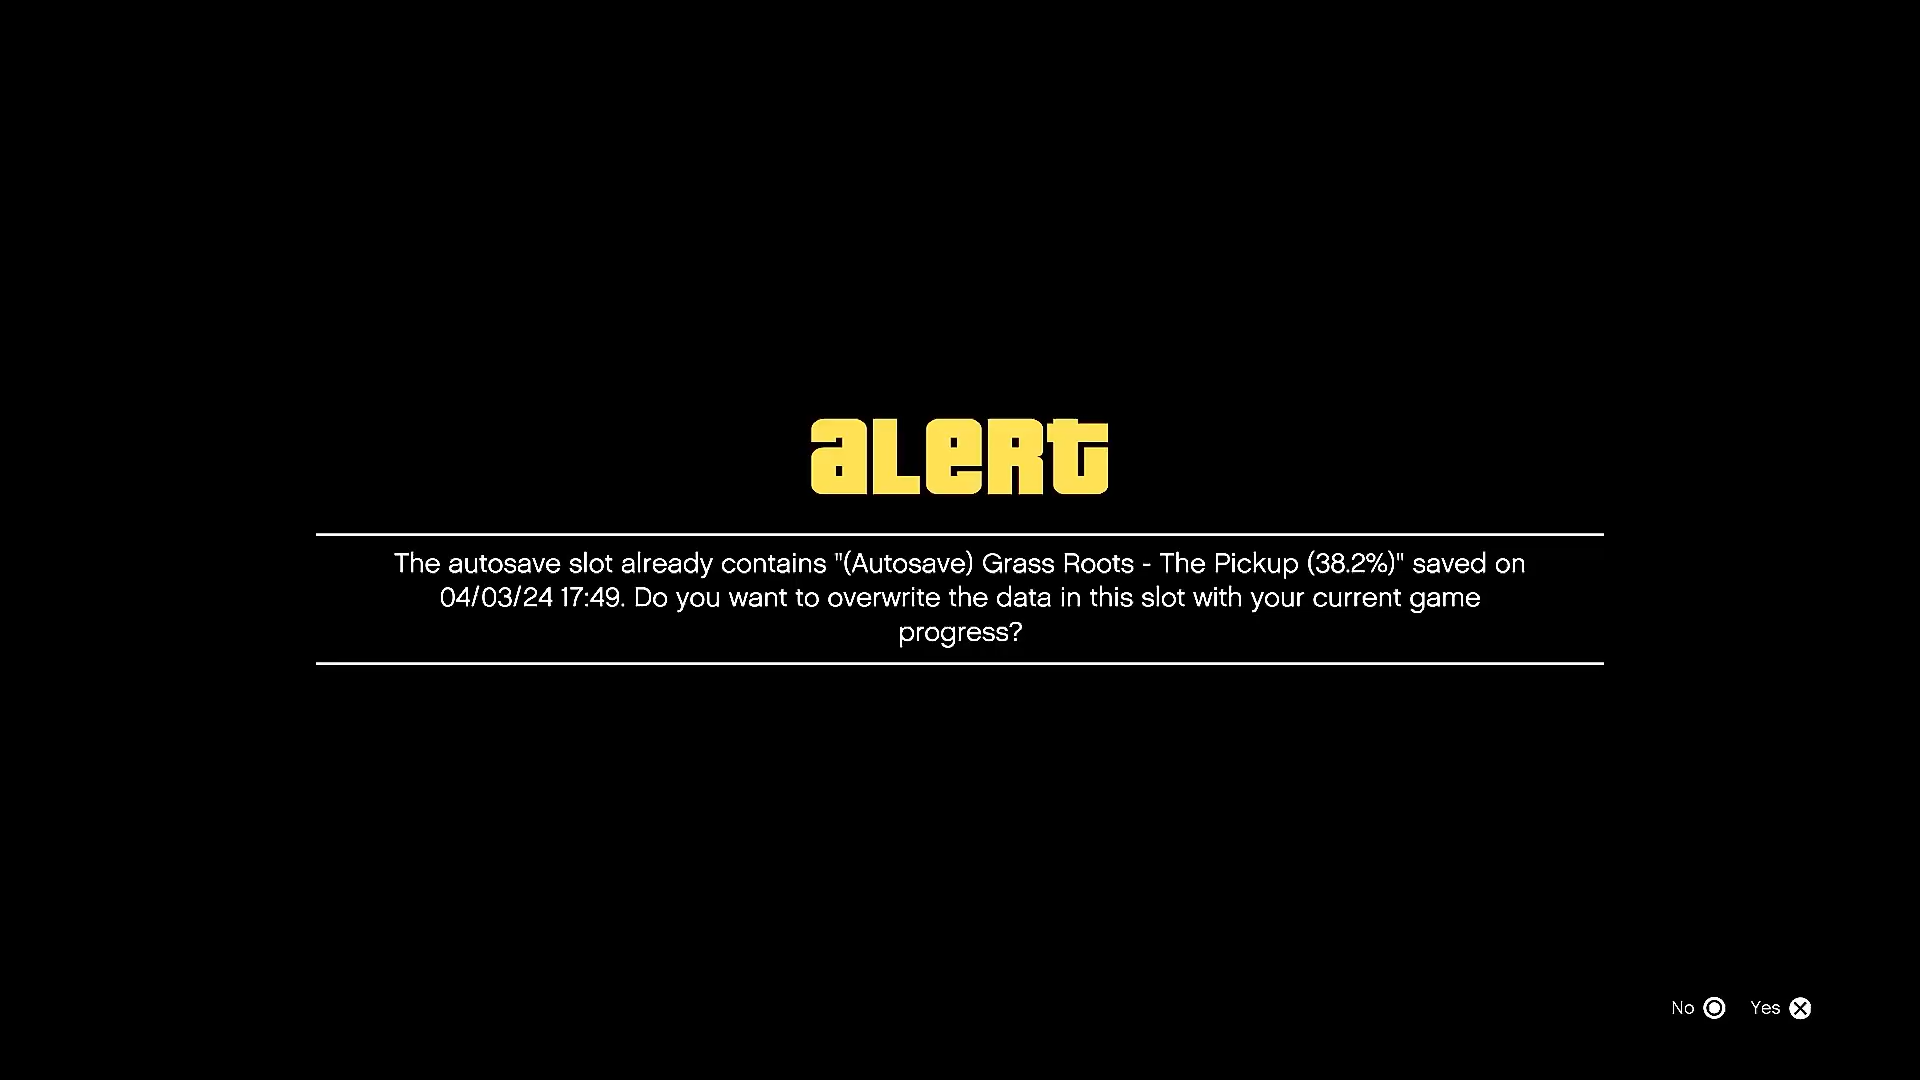 aLeRt
The autosave slot already contains "(Autosave) Grass Roots - The Pickup (38.2%)" saved on
04/03/24 17:49. Do you want to overwrite the data in this slot with your current game
progress?
No Yes